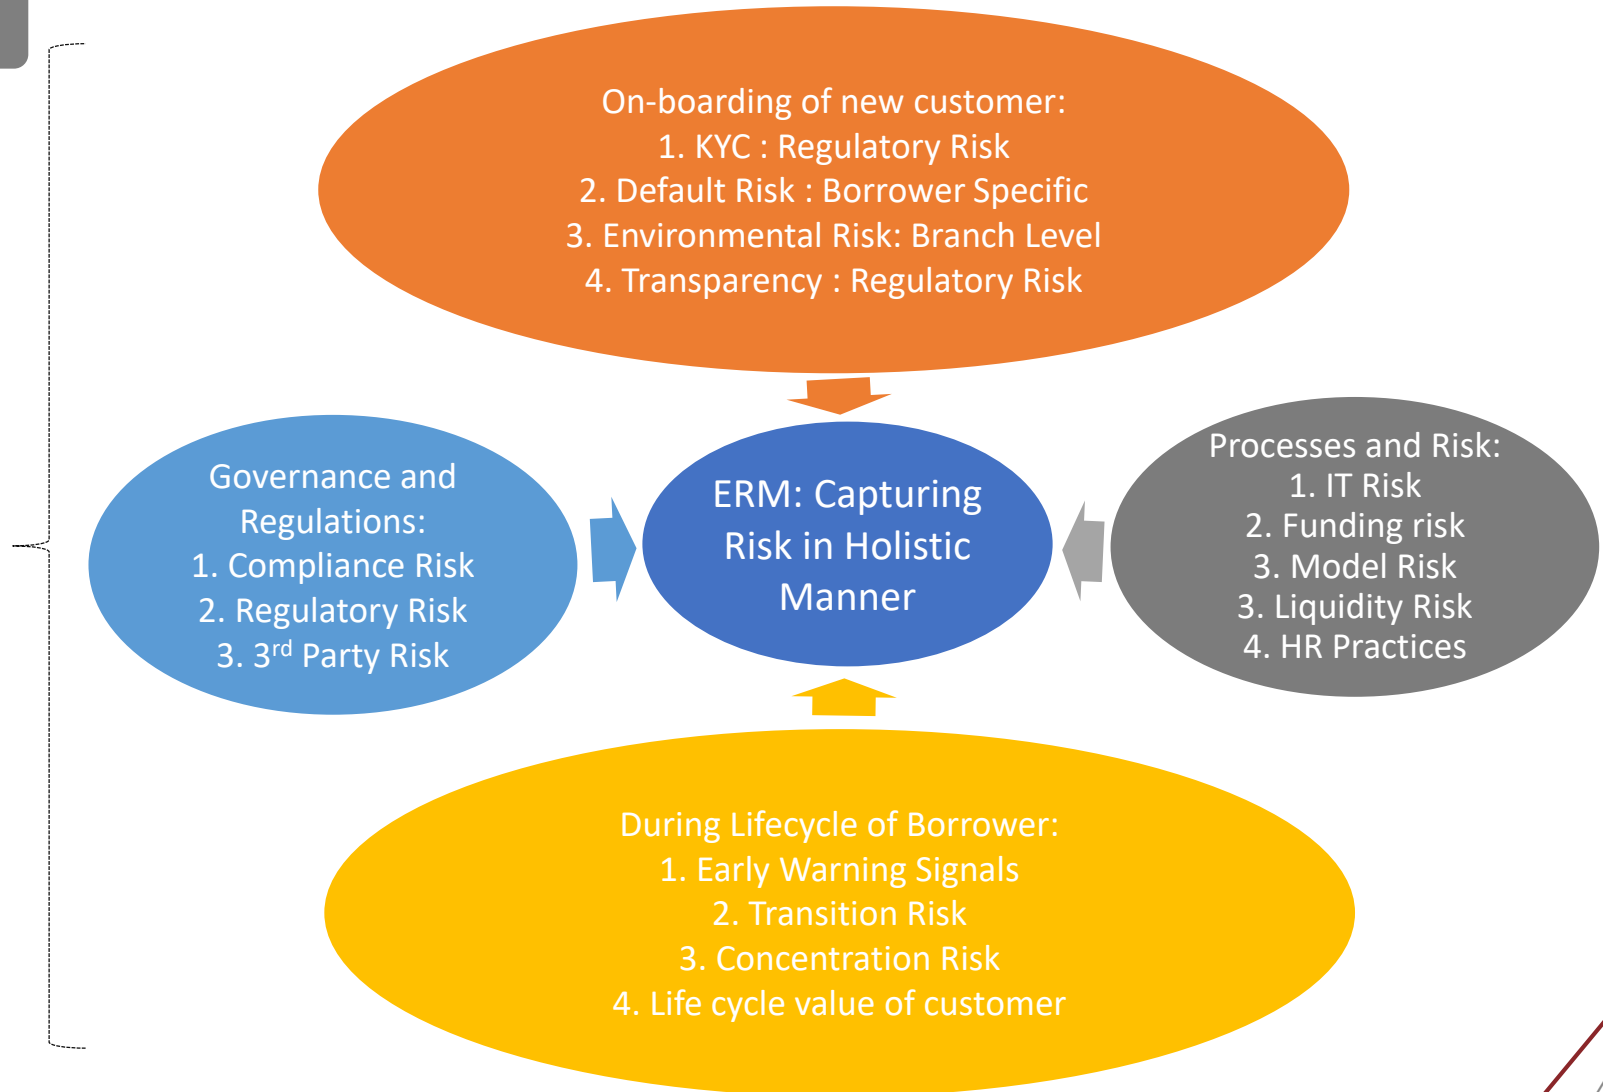 On-boarding of new customer:
1. KYC : Regulatory Risk
2. Default Risk : Borrower Specific
3. Environmental Risk: Branch Level
4. Transparency : Regulatory Risk
Governance and
Regulations:
1. Compliance Risk
2. Regulatory Risk
3. 3rd Party Risk
ERM: Capturing
Risk in Holistic
Manner
Processes and Risk:
1. IT Risk
2. Funding risk
3. Model Risk
3. Liquidity Risk
4. HR Practices
During Lifecycle of Borrower:
1. Early Warning Signals
2. Transition Risk
3. Concentration Risk
4. Life cycle value of customer